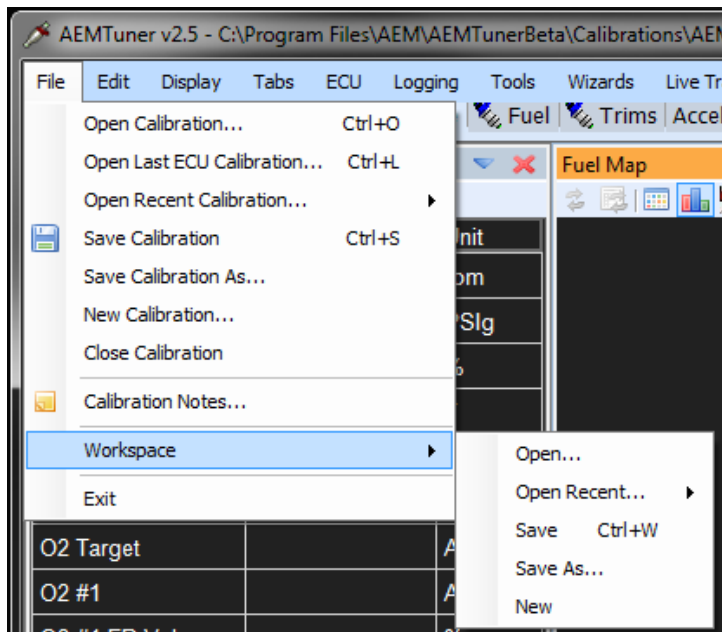 AEMTuner v2.5 - C:\Program Files\AEM\AEMTunerBeta\Calibrations\AEM
File Edit Display Tabs ECU Logging Tools Wizards Live Tr
Fuel Trims Accel
Open Calibration... Ctrl+O
Open Last ECU Calibration... Ctrl+L
Fuel Map
Open Recent Calibration...
Save Calibration Ctrl+S
Save Calibration As...
New Calibration...
Close Calibration
Calibration Notes...
Workspace
Open...
Open Recent...
Save Ctrl+W
Save As...
New
Exit
O2 Target
O2 #1